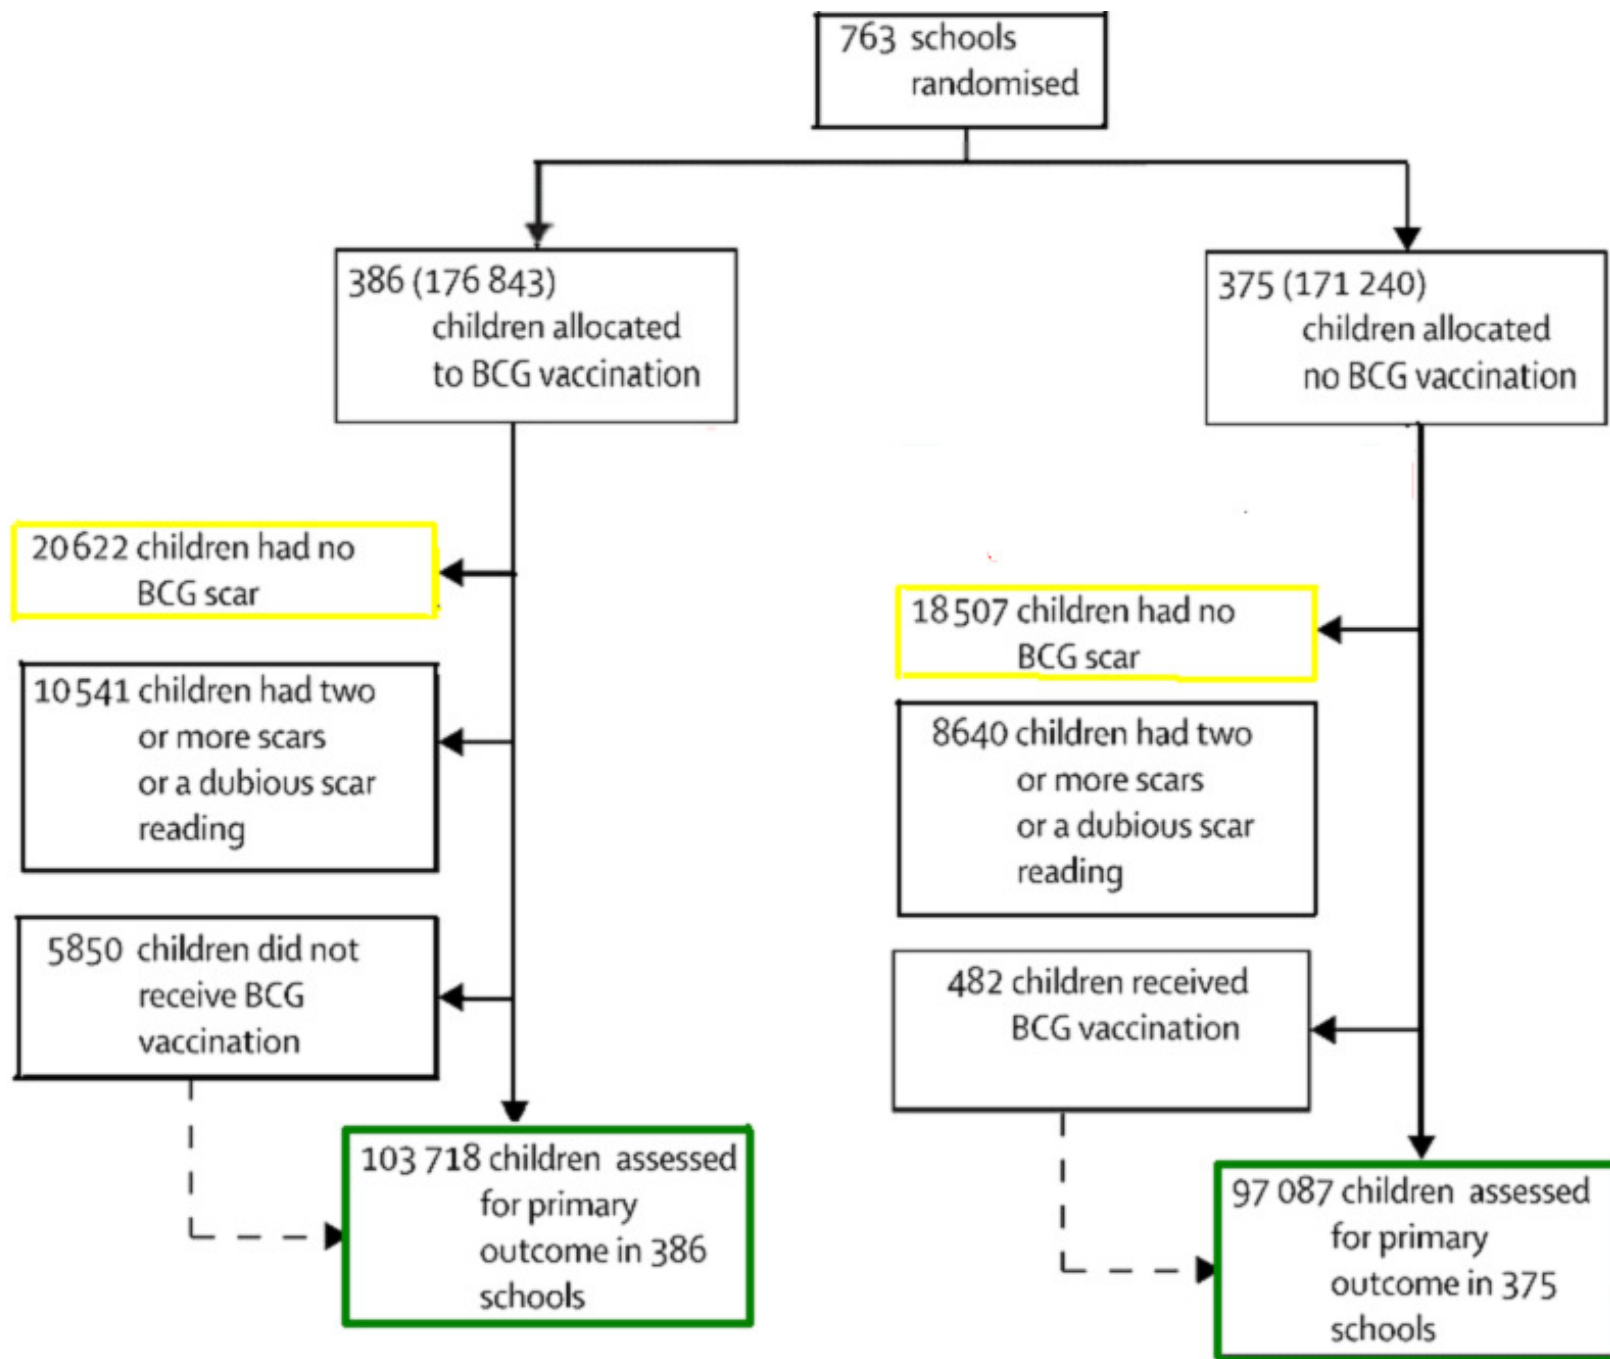 763 schools
randomised
386 (176 843)
children allocated
to BCG vaccination
375 (171 240)
children allocated
no BCG vaccination
20 622 children had no
BCG scar
10 541 children had two
or more scars
or a dubious scar
reading
5850 children did not
receive BCG
vaccination
103 718 children assessed
for primary
outcome in 386
schools
18 507 children had no
BCG scar
8640 children had two
or more scars
or a dubious scar
reading
482 children received
BCG vaccination
97 087 children assessed
for primary
outcome in 375
schools